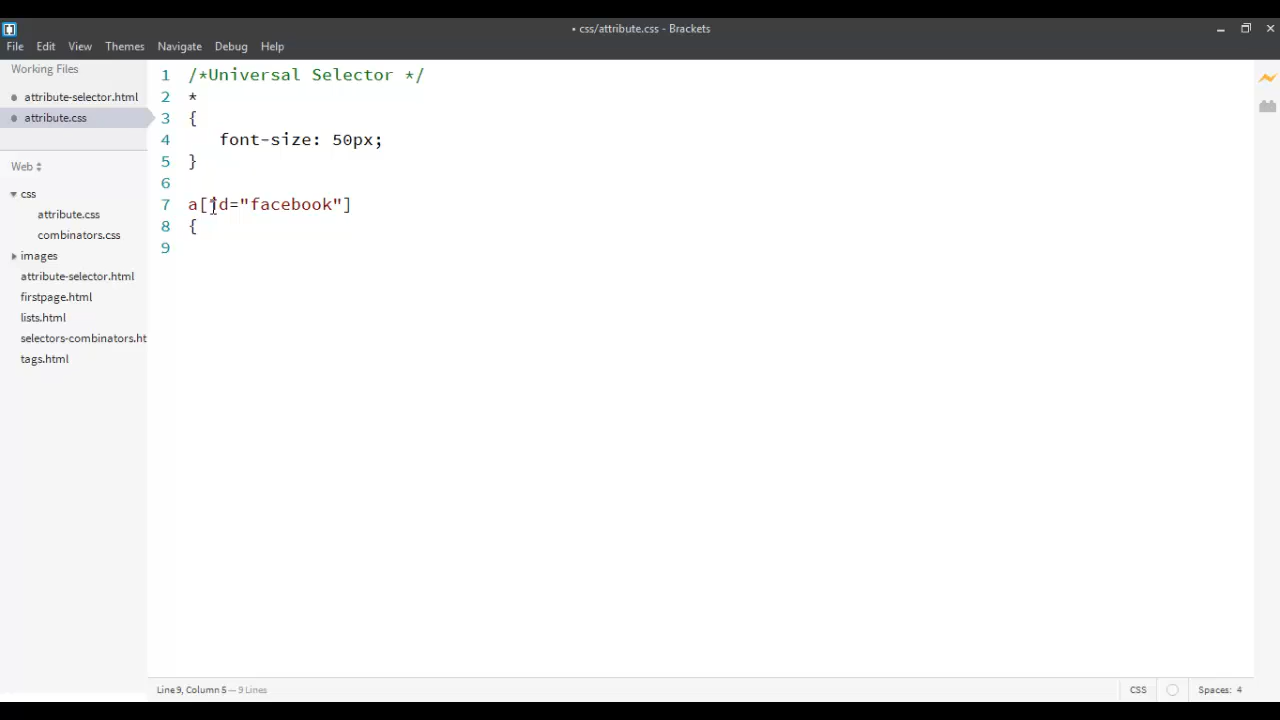 • css/attribute.css - Brackets
File Edit View Themes Navigate Debug Help
Working Files
attribute-selector.html
attribute.css
Web
css
attribute.css
combinators.css
images
attribute-selector.html
firstpage.html
lists.html
selectors-combinators.ht
tags.html
1 /*Universal Selector */
2 *
3 {
4 font-size: 50px;
5 }
6
7 a[id="facebook"]
8 {
9
Line 9, Column 5 — 9 Lines
CSS
Spaces: 4